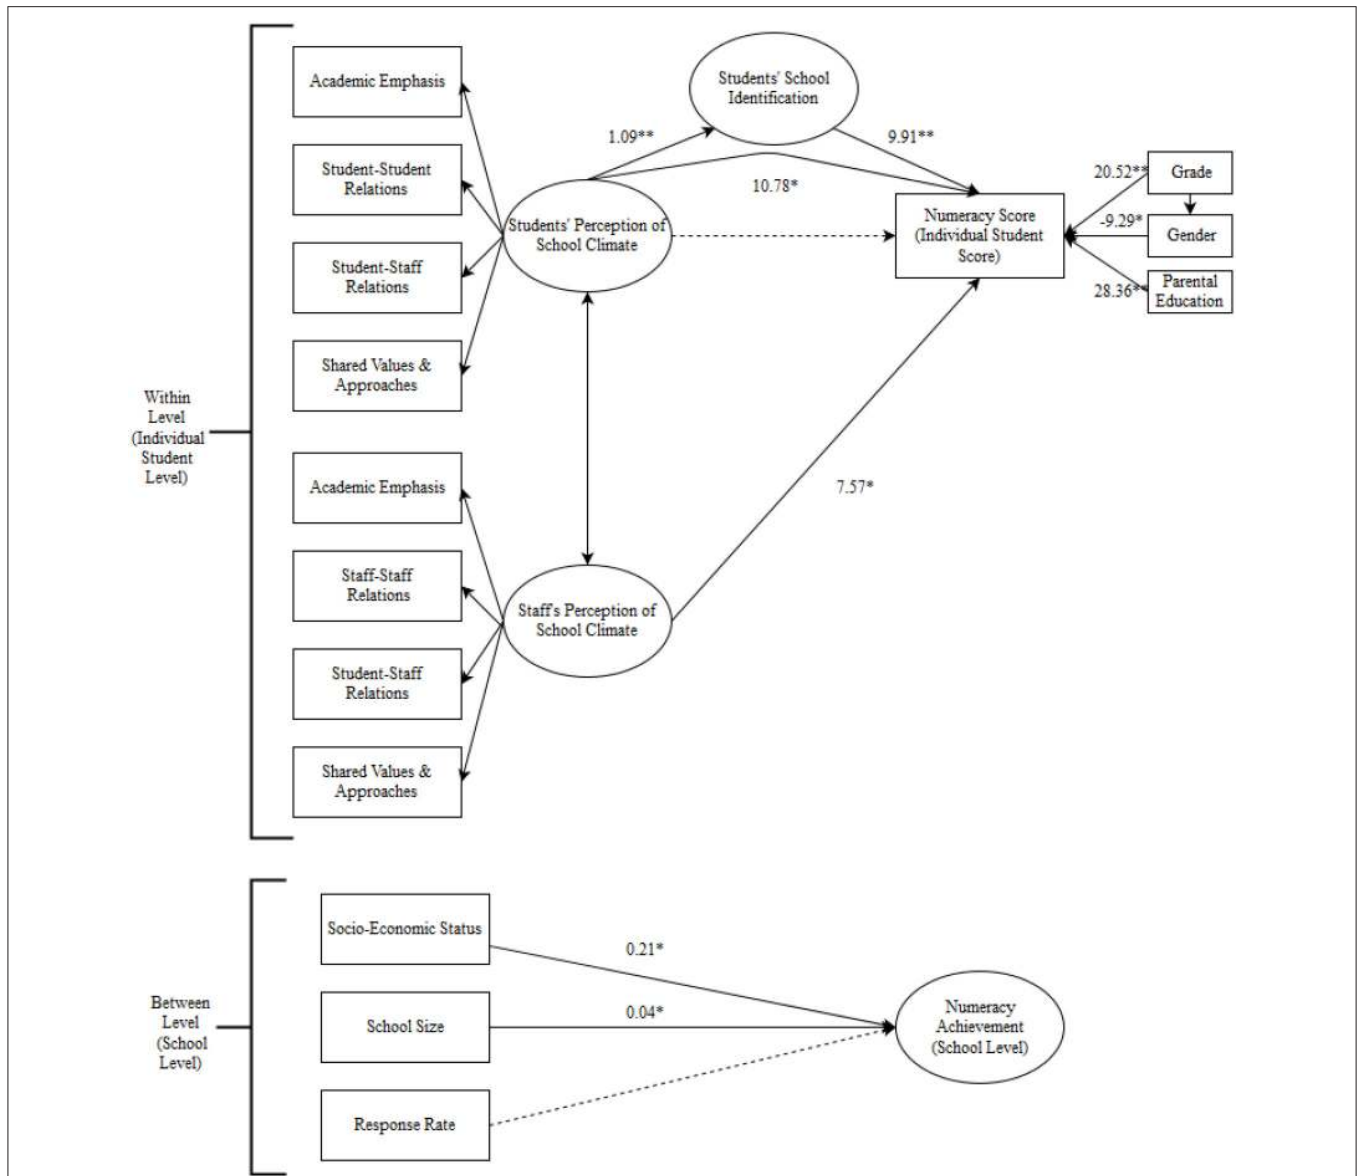 Within
Level
(Individual
Student
Level)
Academic Emphasis
Student-Student
Relations
Student-Staff
Relations
Shared Values &
Approaches
Academic Emphasis
Staff-Staff
Relations
Student-Staff
Relations
Shared Values &
Approaches
Students' School
Identification
1.09**
9.91**
10.78*
Students' Perception of
School Climate
Numeracy Score
(Individual Student
Score)
20.52**
Grade
-9.29*
Gender
28.36**
Parental
Education
7.57*
Staff's Perception of
School Climate
Between
Level
(School
Level)
Socio-Economic Status
0.21*
School Size
0.04*
Response Rate
Numeracy
Achievement
(School Level)